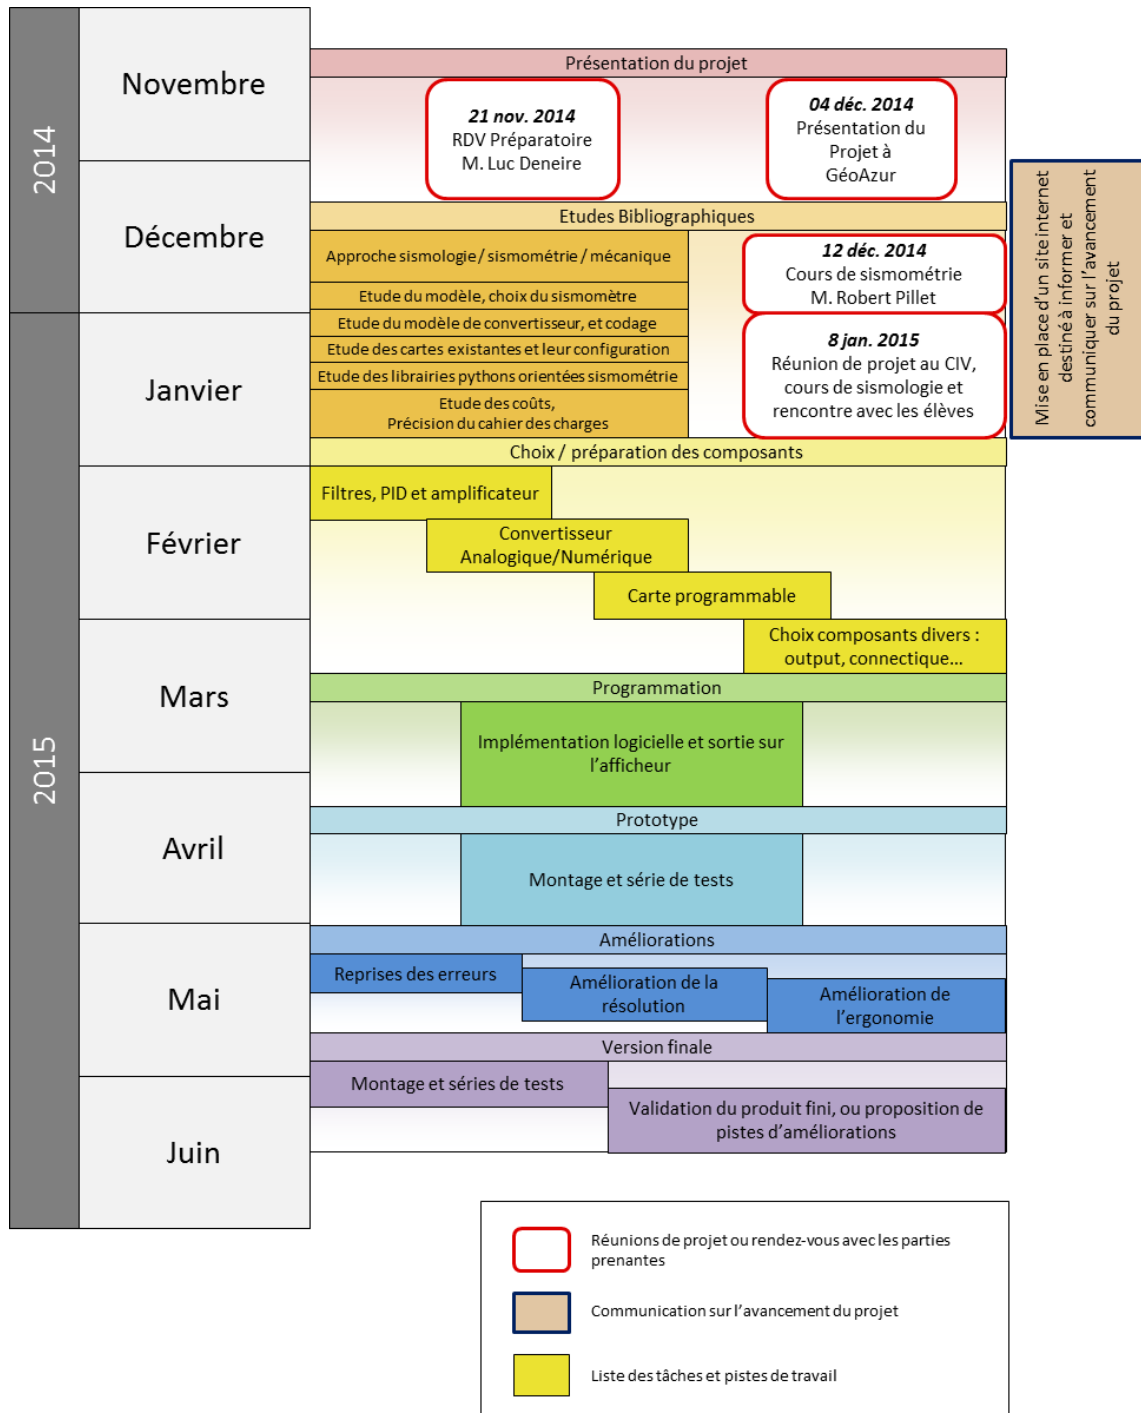 2014
2015
Novembre
Décembre
Janvier
Février
Mars
Avril
Mai
Juin
Présentation du projet
21 nov. 2014
RDV Préparatoire
M. Luc Deneire
04 déc. 2014
Présentation du
Projet à
GéoAzur
Etudes Bibliographiques
Approche sismologie / sismométrie / mécanique
Etude du modèle, choix du sismomètre
Etude du modèle de convertisseur, et codage
Etude des cartes existantes et leur configuration
Etude des librairies pythons orientées sismométrie
Etude des coûts,
Précision du cahier des charges
12 déc. 2014
Cours de sismométrie
M. Robert Pillet
8 jan. 2015
Réunion de projet au CIV,
cours de sismologie et
rencontre avec les élèves
Mise en place d'un site internet
destiné à informer et
communiquer sur l'avancement
du projet
Choix / préparation des composants
Filtres, PID et amplificateur
Convertisseur
Analogique/Numérique
Carte programmable
Choix composants divers :
output, connectique...
Programmation
Implémentation logicielle et sortie sur
l'afficheur
Prototype
Montage et série de tests
Améliorations
Reprises des erreurs
Amélioration de la
résolution
Amélioration de
l'ergonomie
Version finale
Montage et séries de tests
Validation du produit fini, ou proposition de
pistes d'améliorations
Réunions de projet ou rendez-vous avec les parties
prenantes
Communication sur l'avancement du projet
Liste des tâches et pistes de travail